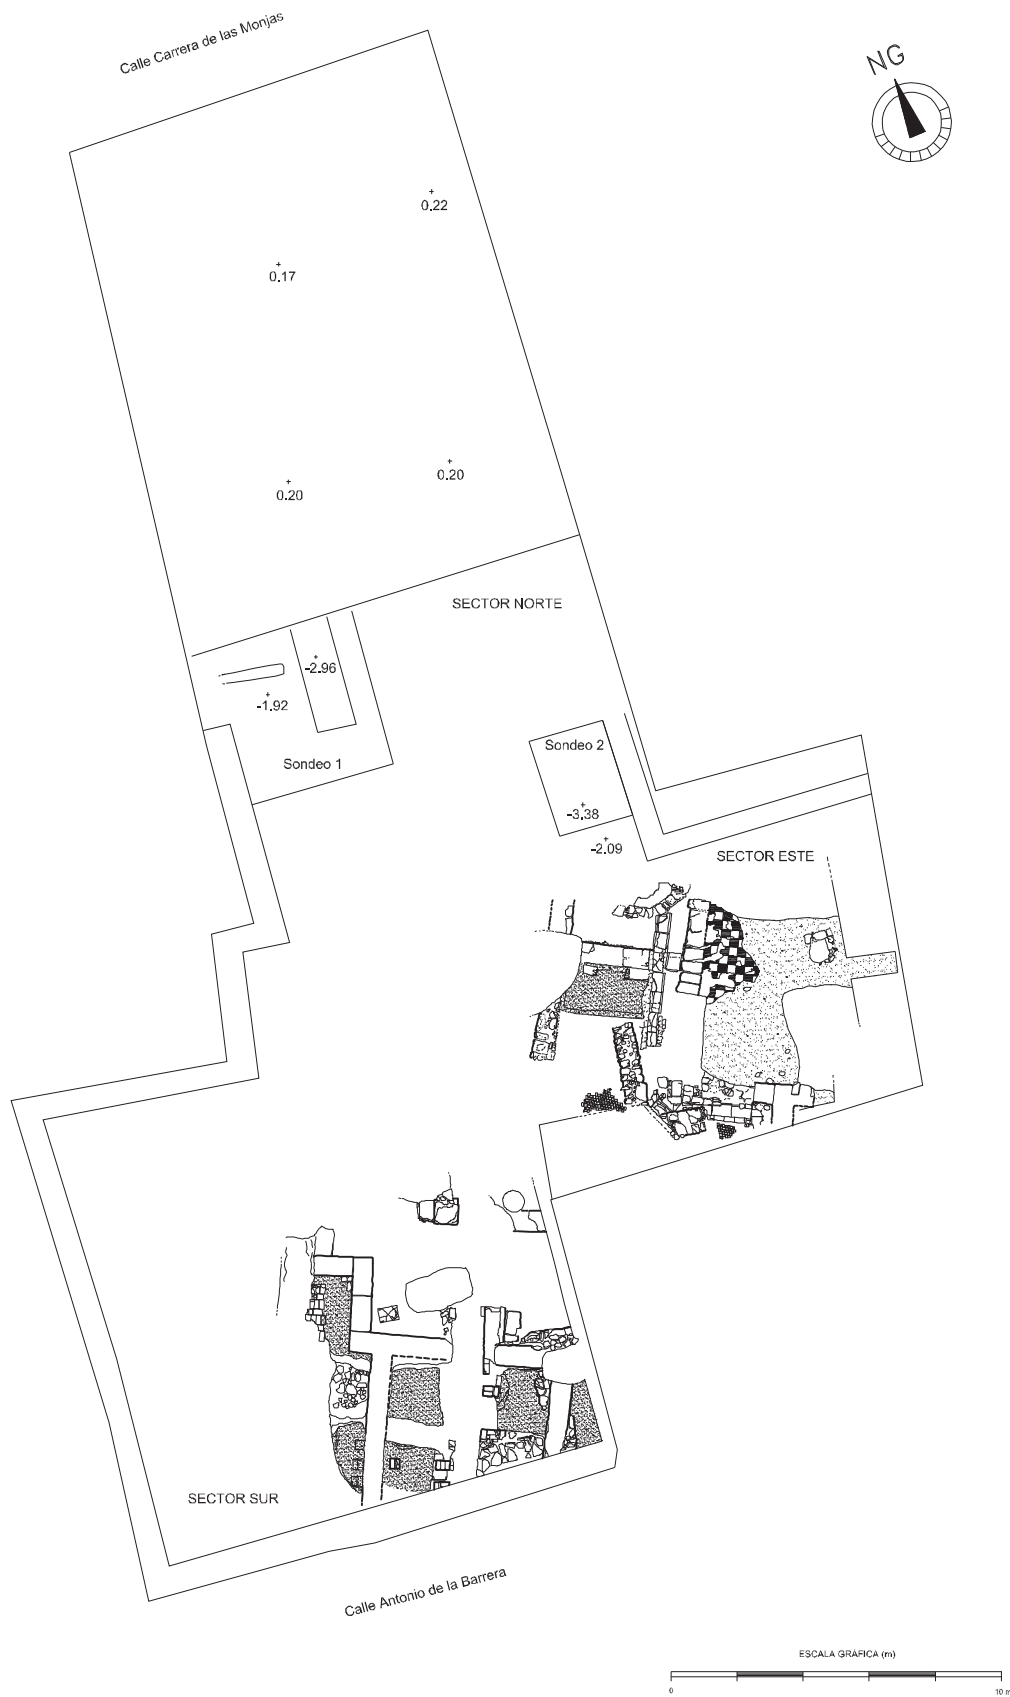 Calle Carrera de las Monjas
NG
0.22
0.17
0.20
0.20
SECTOR NORTE
-2.96
-1.92
Sondeo 1
Sondeo 2
-3.38
-2.09
SECTOR ESTE
SECTOR SUR
Calle Antonio de la Barrera
ESCALA GRÁFICA (m)
0 10 m